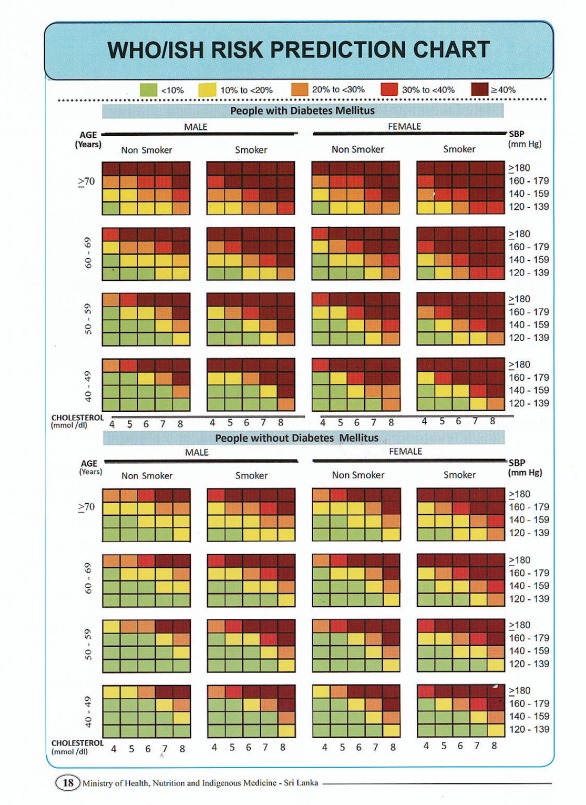 WHO/ISH RISK PREDICTION CHART
<10% 10% to <20% 20% to <30% 30% to <40% ≥40%
People with Diabetes Mellitus
AGE (Years) MALE FEMALE SBP (mm Hg)
Non Smoker Smoker Non Smoker Smoker
≥70
≥180
160 - 179
140 - 159
120 - 139
60 - 69
≥180
160 - 179
140 - 159
120 - 139
50 - 59
≥180
160 - 179
140 - 159
120 - 139
40 - 49
≥180
160 - 179
140 - 159
120 - 139
CHOLESTEROL (mmol /dl) 4 5 6 7 8 4 5 6 7 8 4 5 6 7 8 4 5 6 7 8
People without Diabetes Mellitus
AGE (Years) MALE FEMALE SBP (mm Hg)
Non Smoker Smoker Non Smoker Smoker
≥70
≥180
160 - 179
140 - 159
120 - 139
60 - 69
≥180
160 - 179
140 - 159
120 - 139
50 - 59
≥180
160 - 179
140 - 159
120 - 139
40 - 49
≥180
160 - 179
140 - 159
120 - 139
CHOLESTEROL (mmol /dl) 4 5 6 7 8 4 5 6 7 8 4 5 6 7 8 4 5 6 7 8
18 Ministry of Health, Nutrition and Indigenous Medicine - Sri Lanka